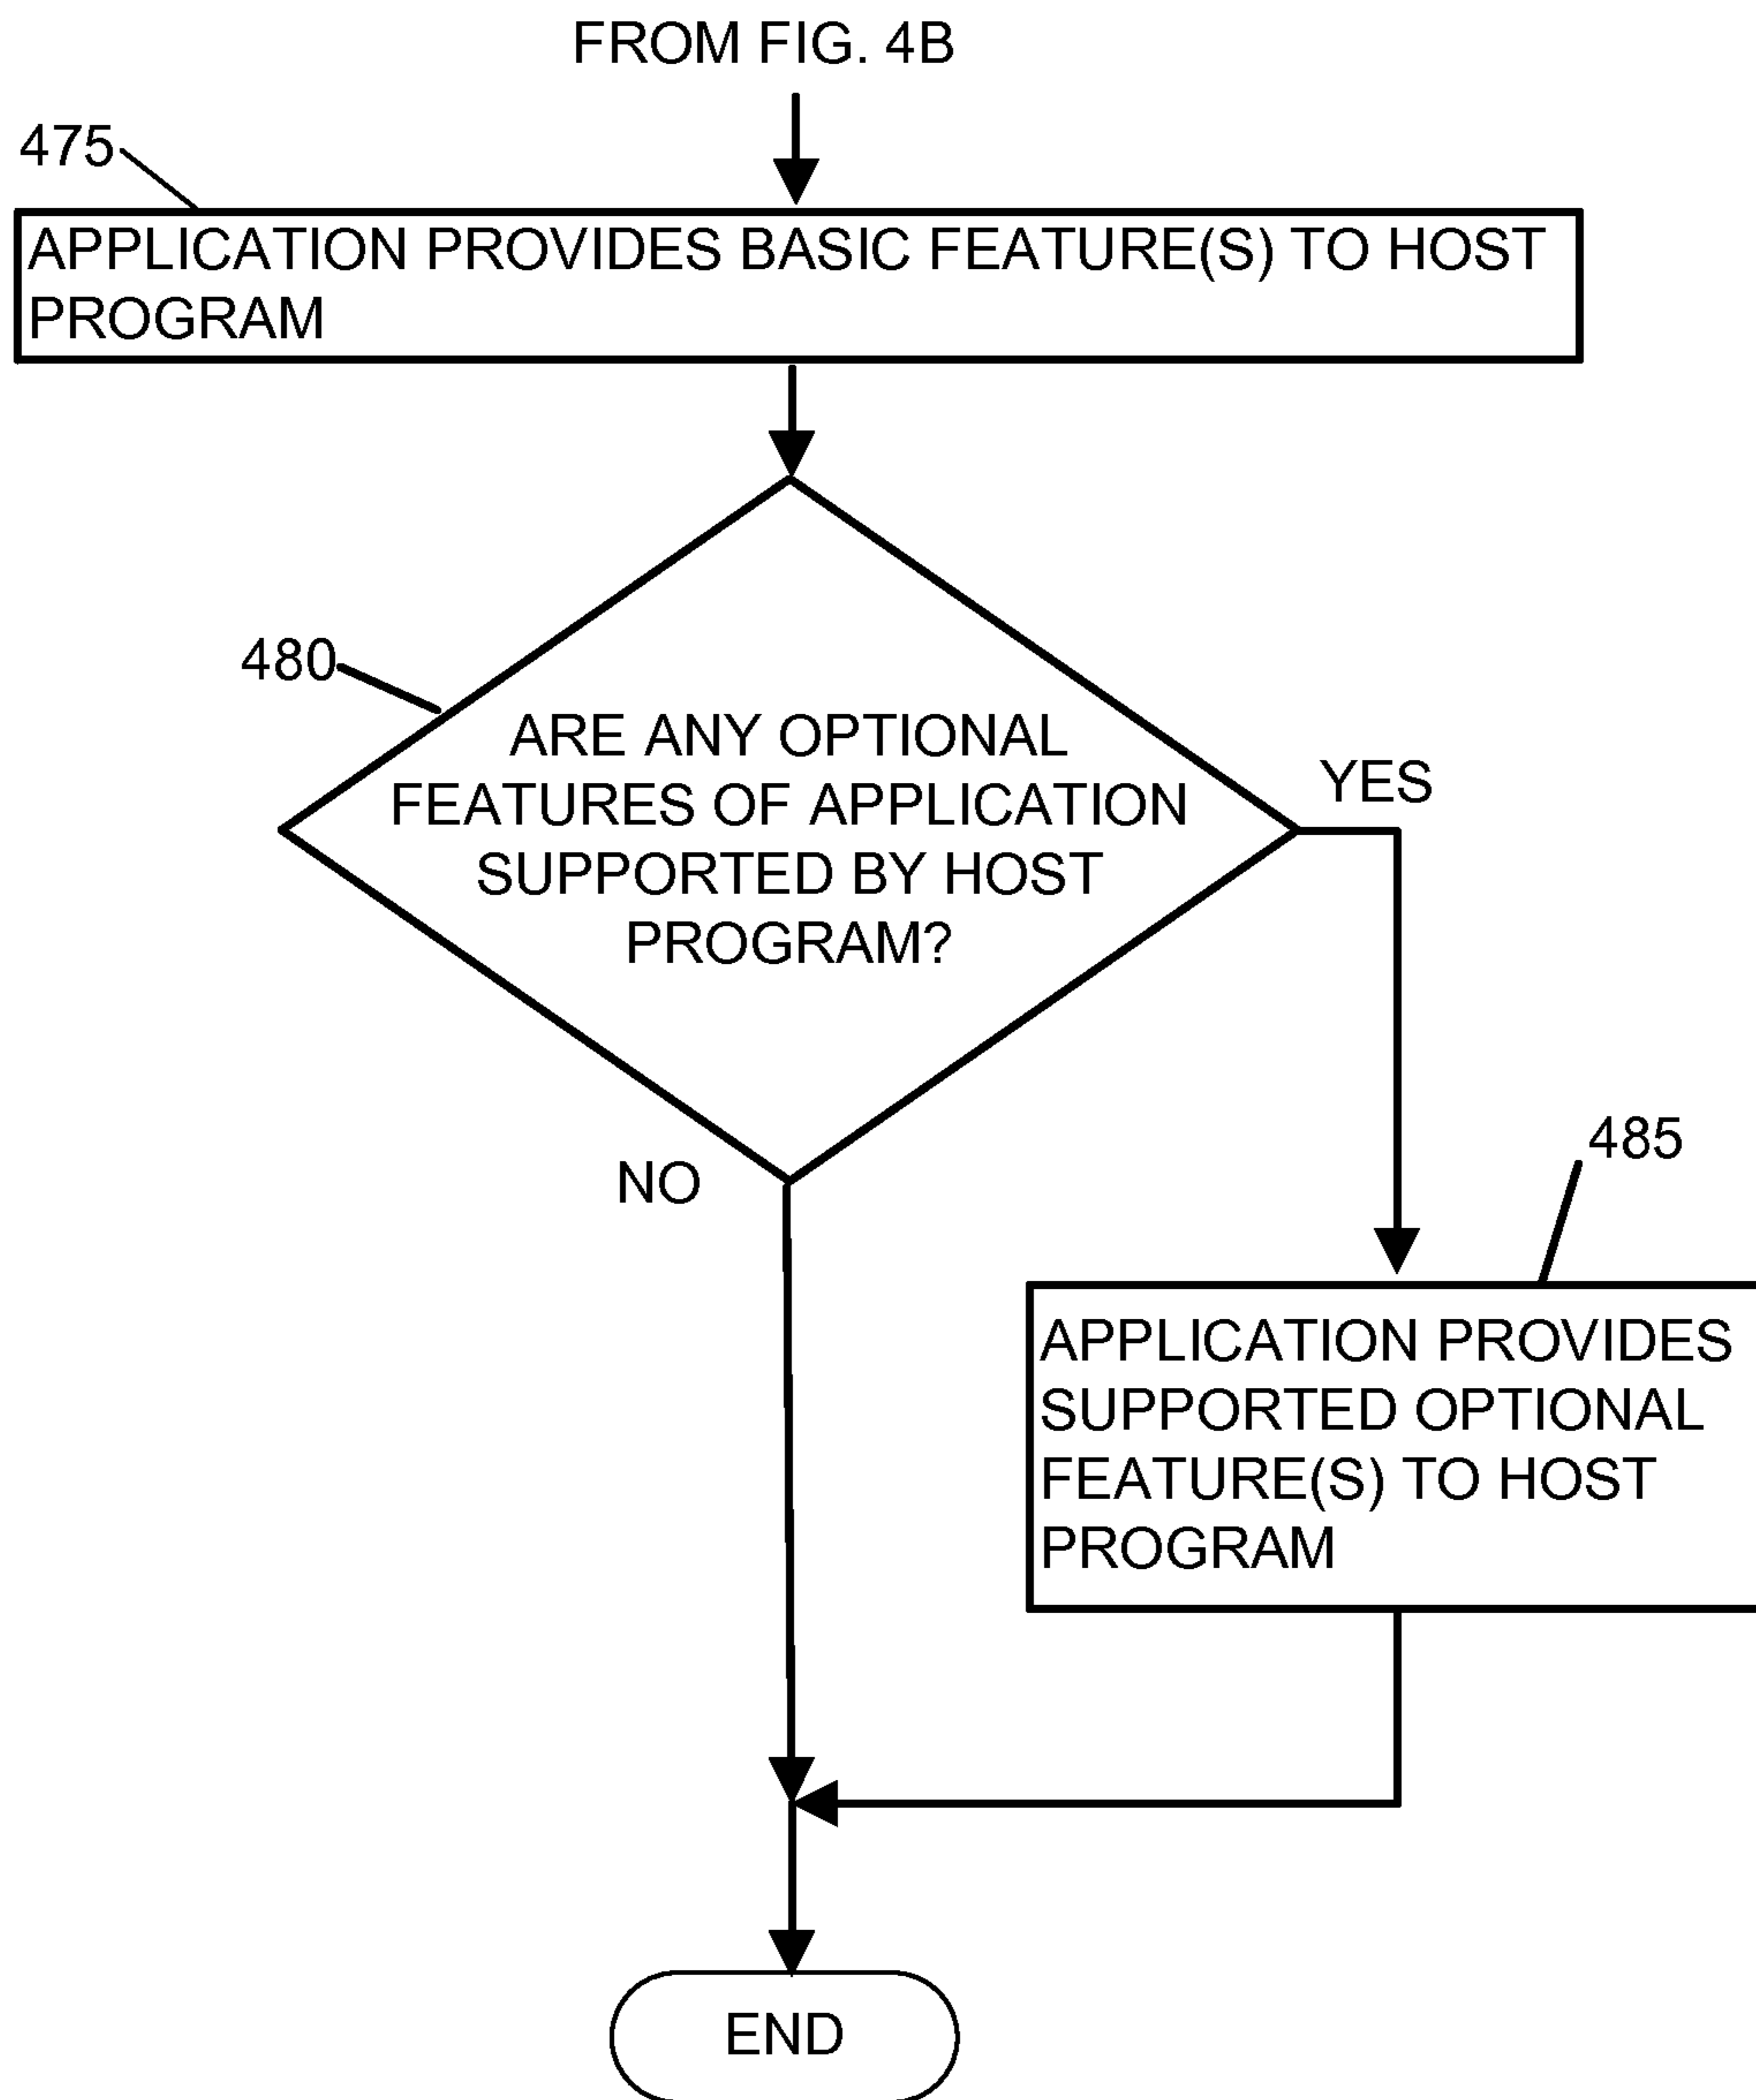 FROM FIG. 4B
475
APPLICATION PROVIDES BASIC FEATURE(S) TO HOST
PROGRAM
480
ARE ANY OPTIONAL
FEATURES OF APPLICATION
SUPPORTED BY HOST
PROGRAM?
YES
NO
485
APPLICATION PROVIDES
SUPPORTED OPTIONAL
FEATURE(S) TO HOST
PROGRAM
END